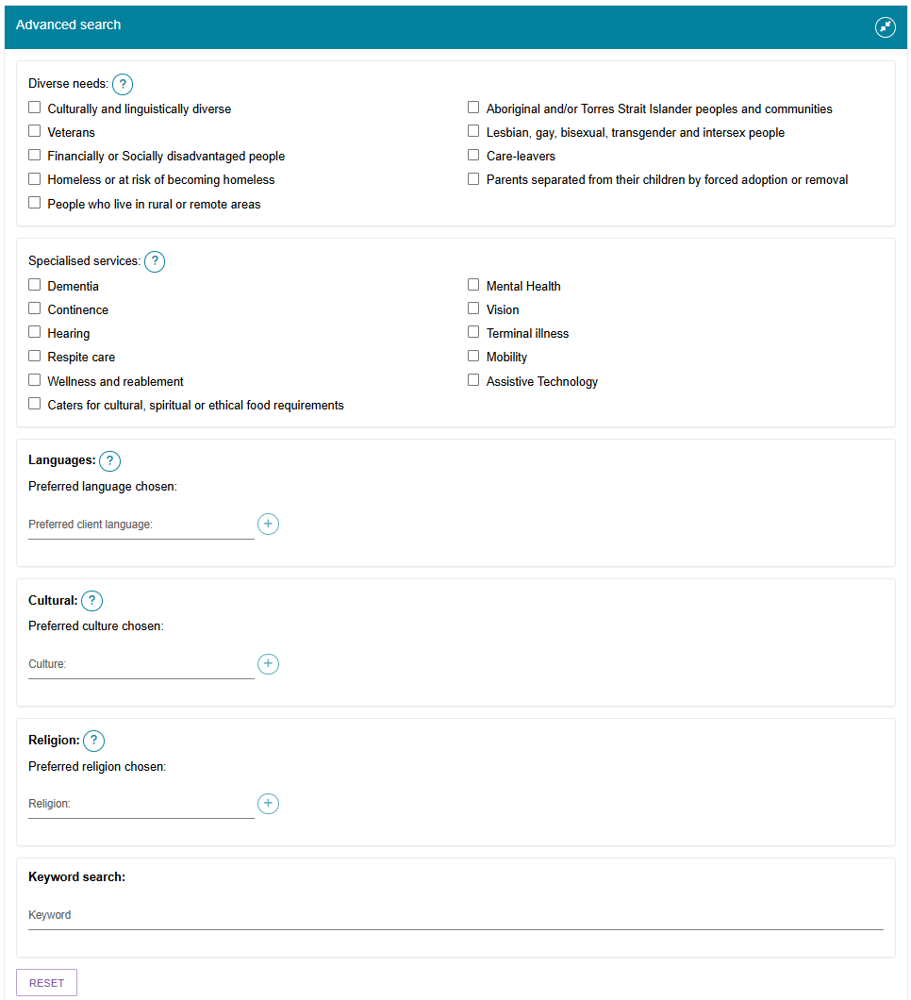 Advanced search
Diverse needs: ?
Culturally and linguistically diverse
Aboriginal and/or Torres Strait Islander peoples and communities
Veterans
Lesbian, gay, bisexual, transgender and intersex people
Financially or Socially disadvantaged people
Care-leavers
Homeless or at risk of becoming homeless
Parents separated from their children by forced adoption or removal
People who live in rural or remote areas
Specialised services: ?
Dementia
Mental Health
Continence
Vision
Hearing
Terminal illness
Respite care
Mobility
Wellness and reablement
Assistive Technology
Caters for cultural, spiritual or ethical food requirements
Languages: ?
Preferred language chosen:
Preferred client language: +
Cultural: ?
Preferred culture chosen:
Culture: +
Religion: ?
Preferred religion chosen:
Religion: +
Keyword search:
Keyword
RESET